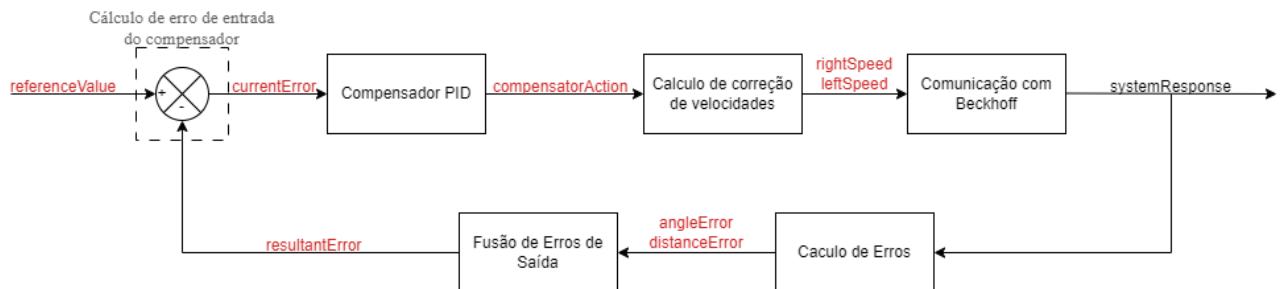 Cálculo de erro de entrada
do compensador
referenceValue
+
-
currentError
Compensador PID
compensatorAction
Calculo de correção
de velocidades
rightSpeed
leftSpeed
Comunicação com
Beckhoff
systemResponse
resultantError
Fusão de Erros de
Saída
angleError
distanceError
Caculo de Erros